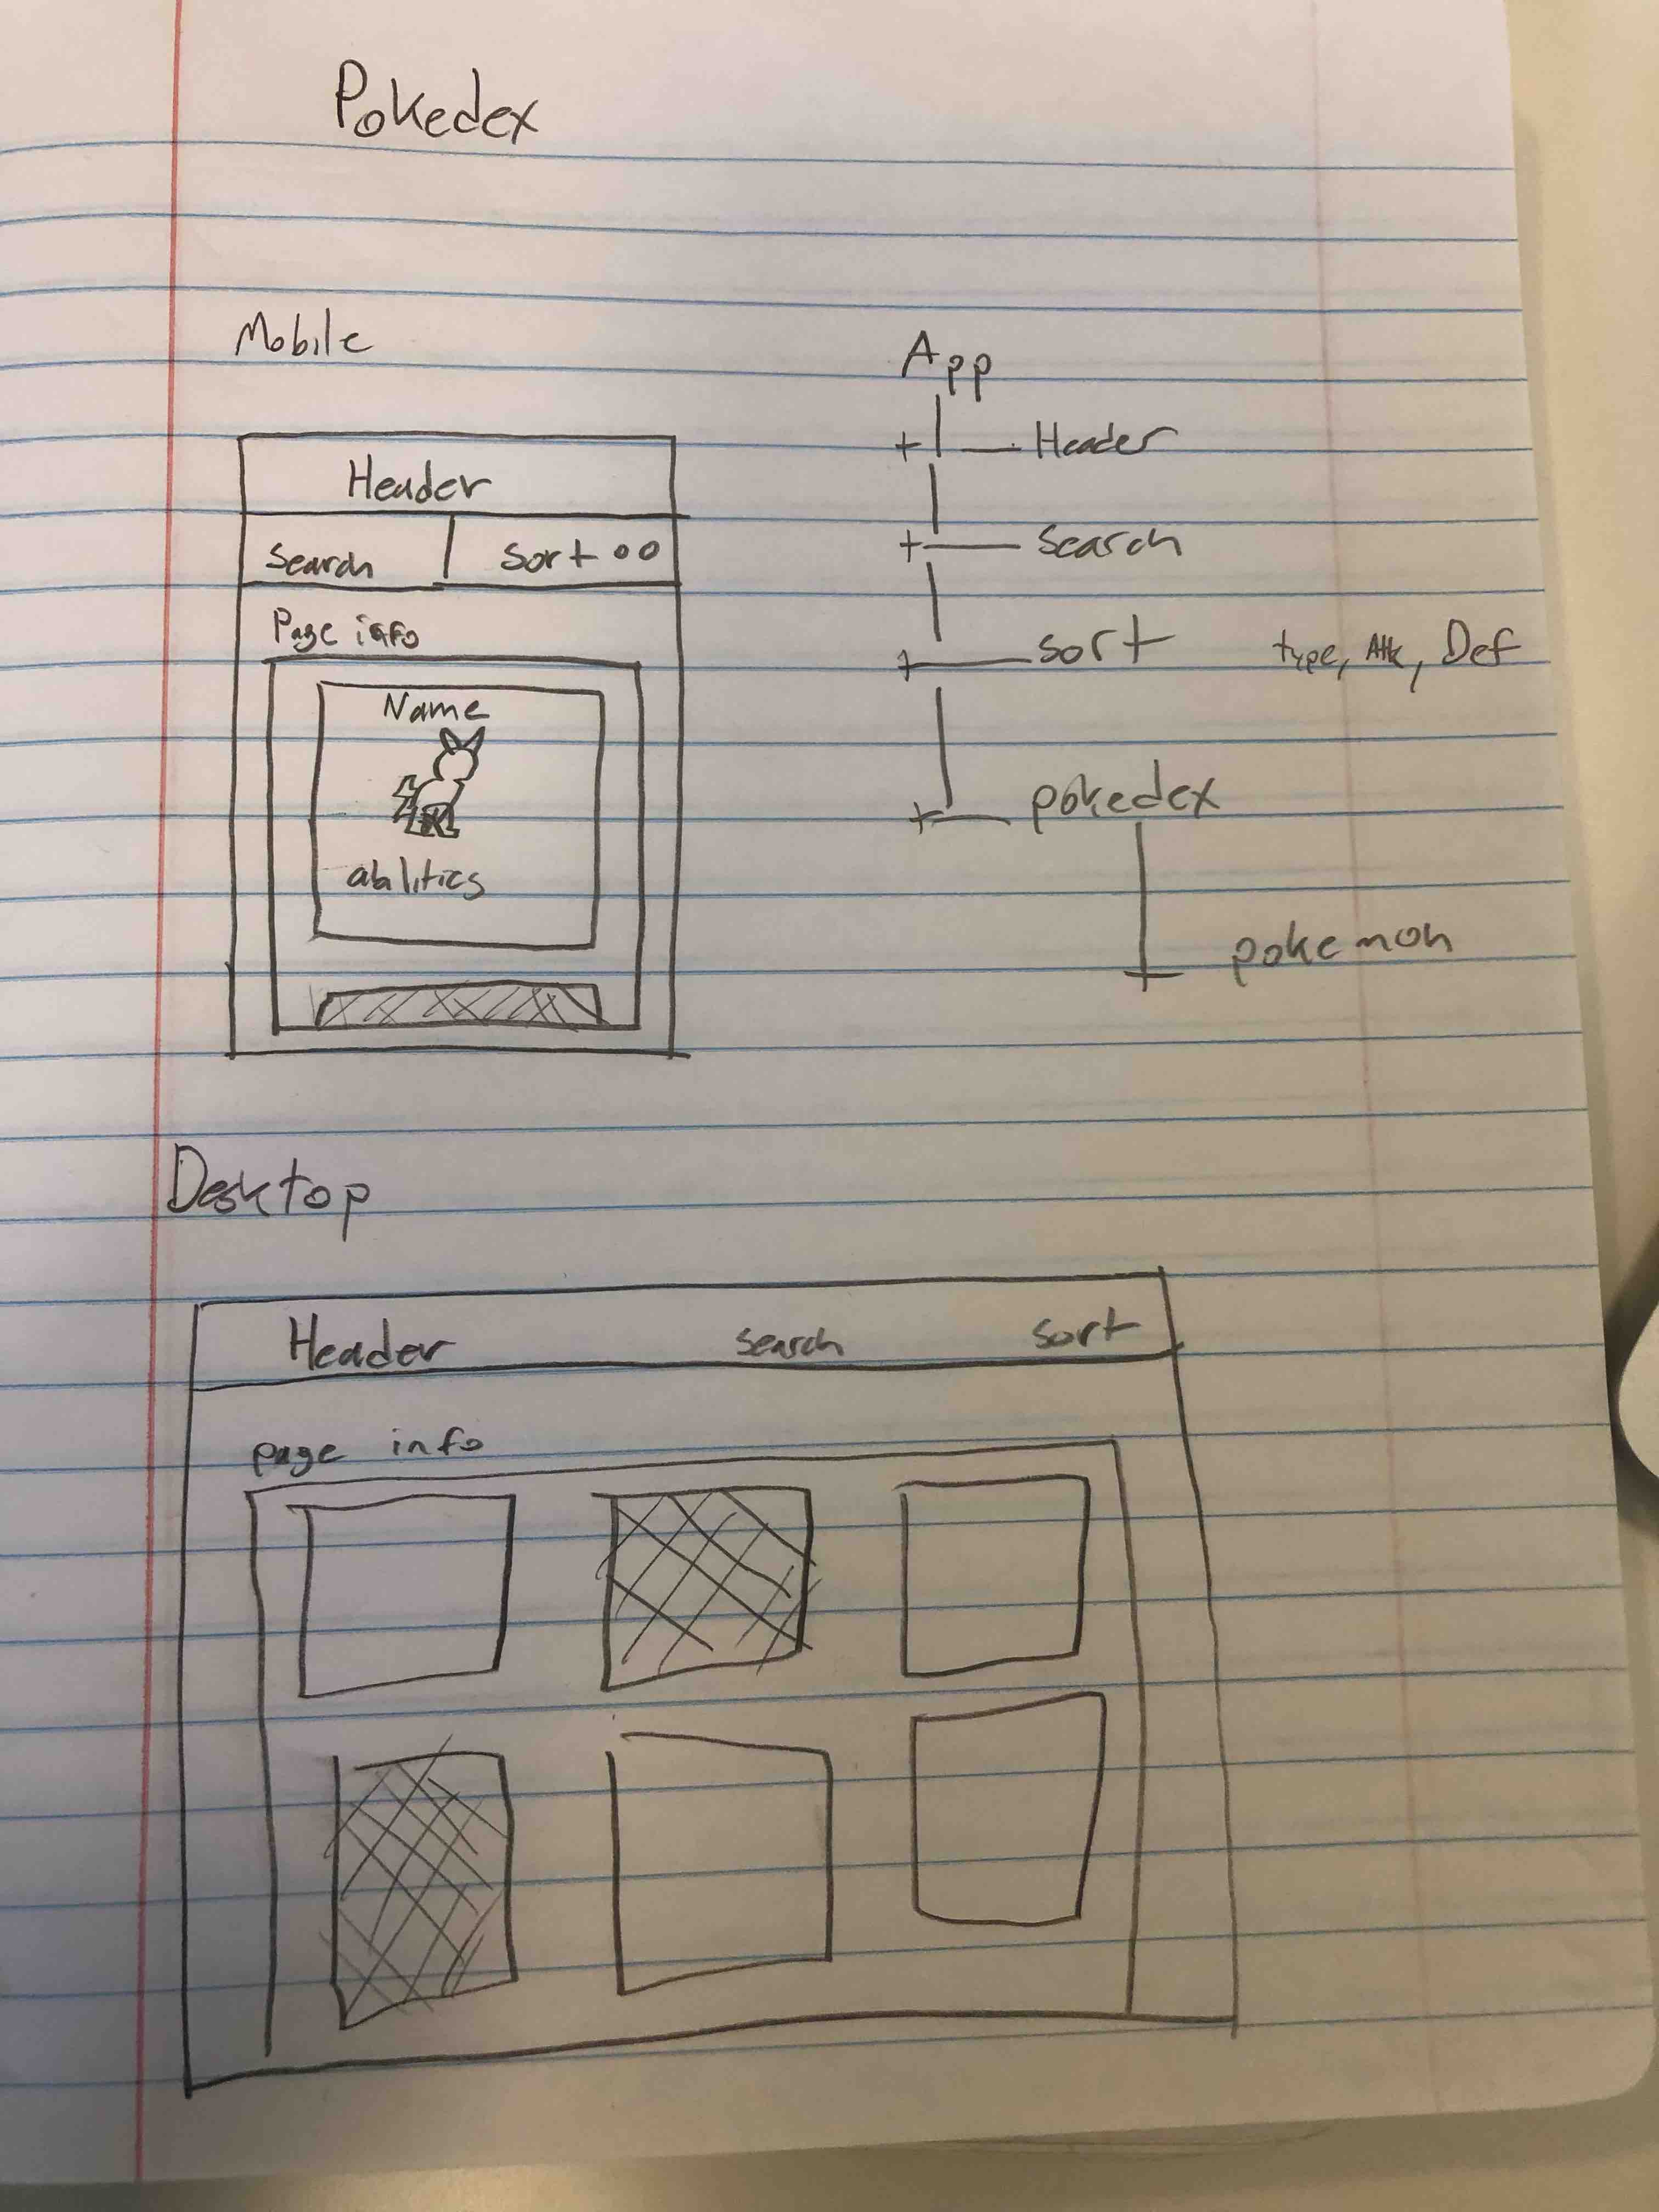 Pokedex
Mobile
Header
Search
Sort
Page info
Name
abilities
App
Header
Search
sort
type, Attk, Def
pokedex
pokemon
Desktop
Header search Sort
page info